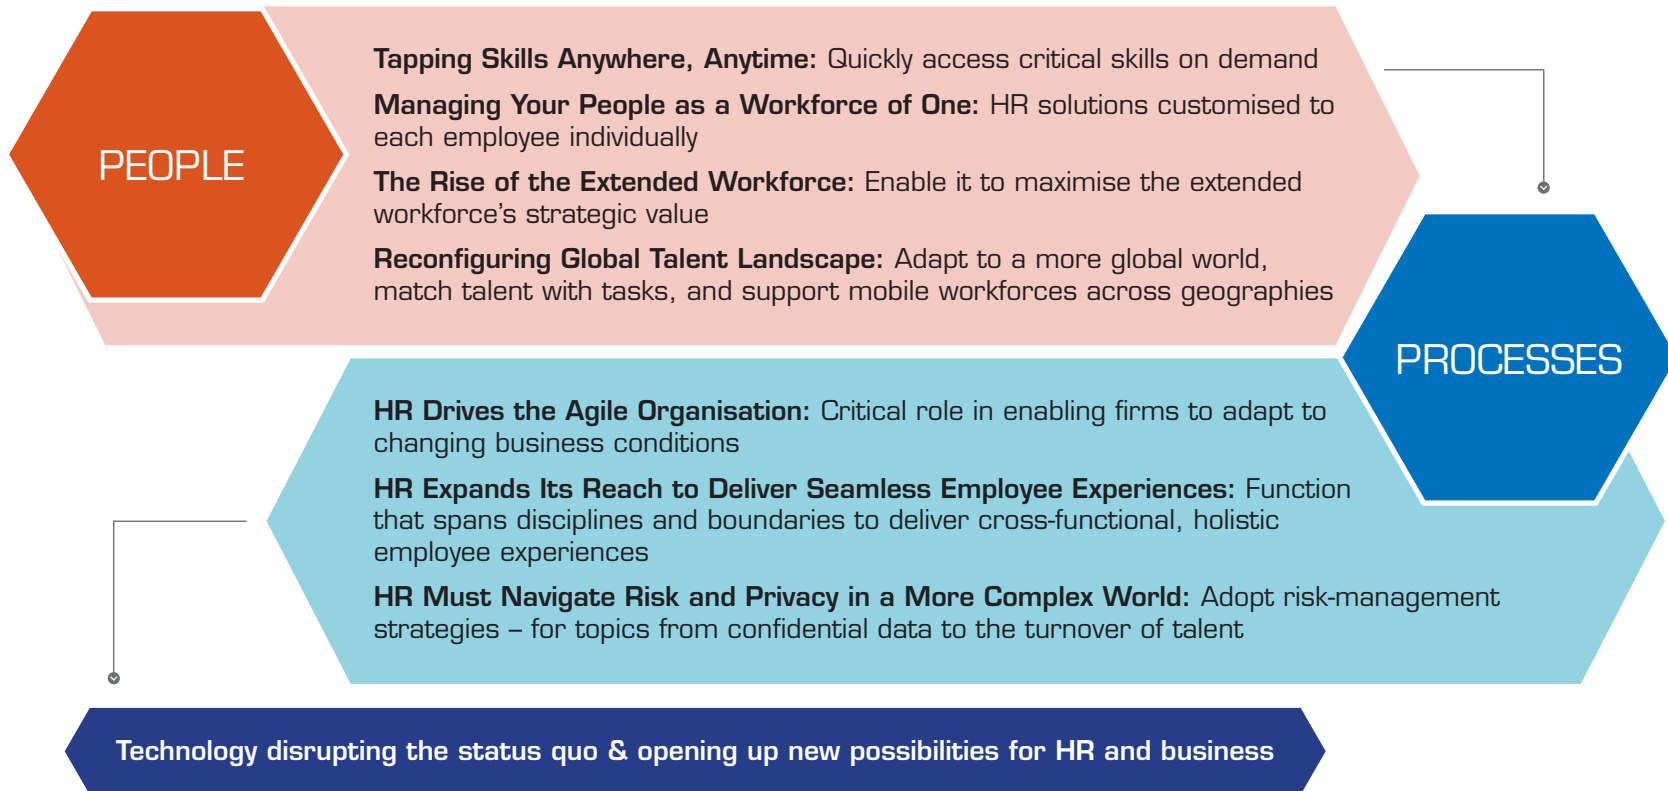 PEOPLE
Tapping Skills Anywhere, Anytime: Quickly access critical skills on demand
Managing Your People as a Workforce of One: HR solutions customised to
each employee individually
The Rise of the Extended Workforce: Enable it to maximise the extended
workforce’s strategic value
Reconfiguring Global Talent Landscape: Adapt to a more global world,
match talent with tasks, and support mobile workforces across geographies
PROCESSES
HR Drives the Agile Organisation: Critical role in enabling firms to adapt to
changing business conditions
HR Expands Its Reach to Deliver Seamless Employee Experiences: Function
that spans disciplines and boundaries to deliver cross-functional, holistic
employee experiences
HR Must Navigate Risk and Privacy in a More Complex World: Adopt risk-management
strategies – for topics from confidential data to the turnover of talent
Technology disrupting the status quo & opening up new possibilities for HR and business